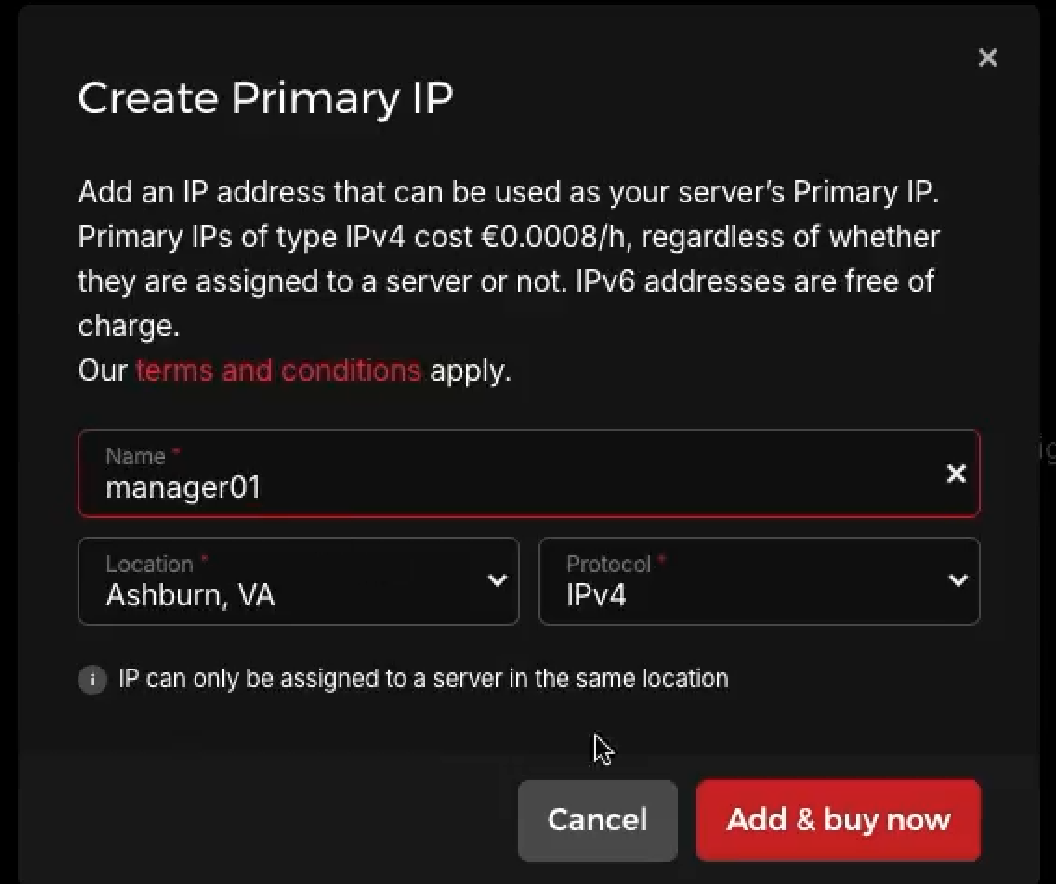 ×
Create Primary IP
Add an IP address that can be used as your server's Primary IP.
Primary IPs of type IPv4 cost €0.0008/h, regardless of whether
they are assigned to a server or not. IPv6 addresses are free of
charge.
Our terms and conditions apply.
Name *
manager01
Location *
Ashburn, VA
Protocol *
IPv4
IP can only be assigned to a server in the same location
Cancel
Add & buy now